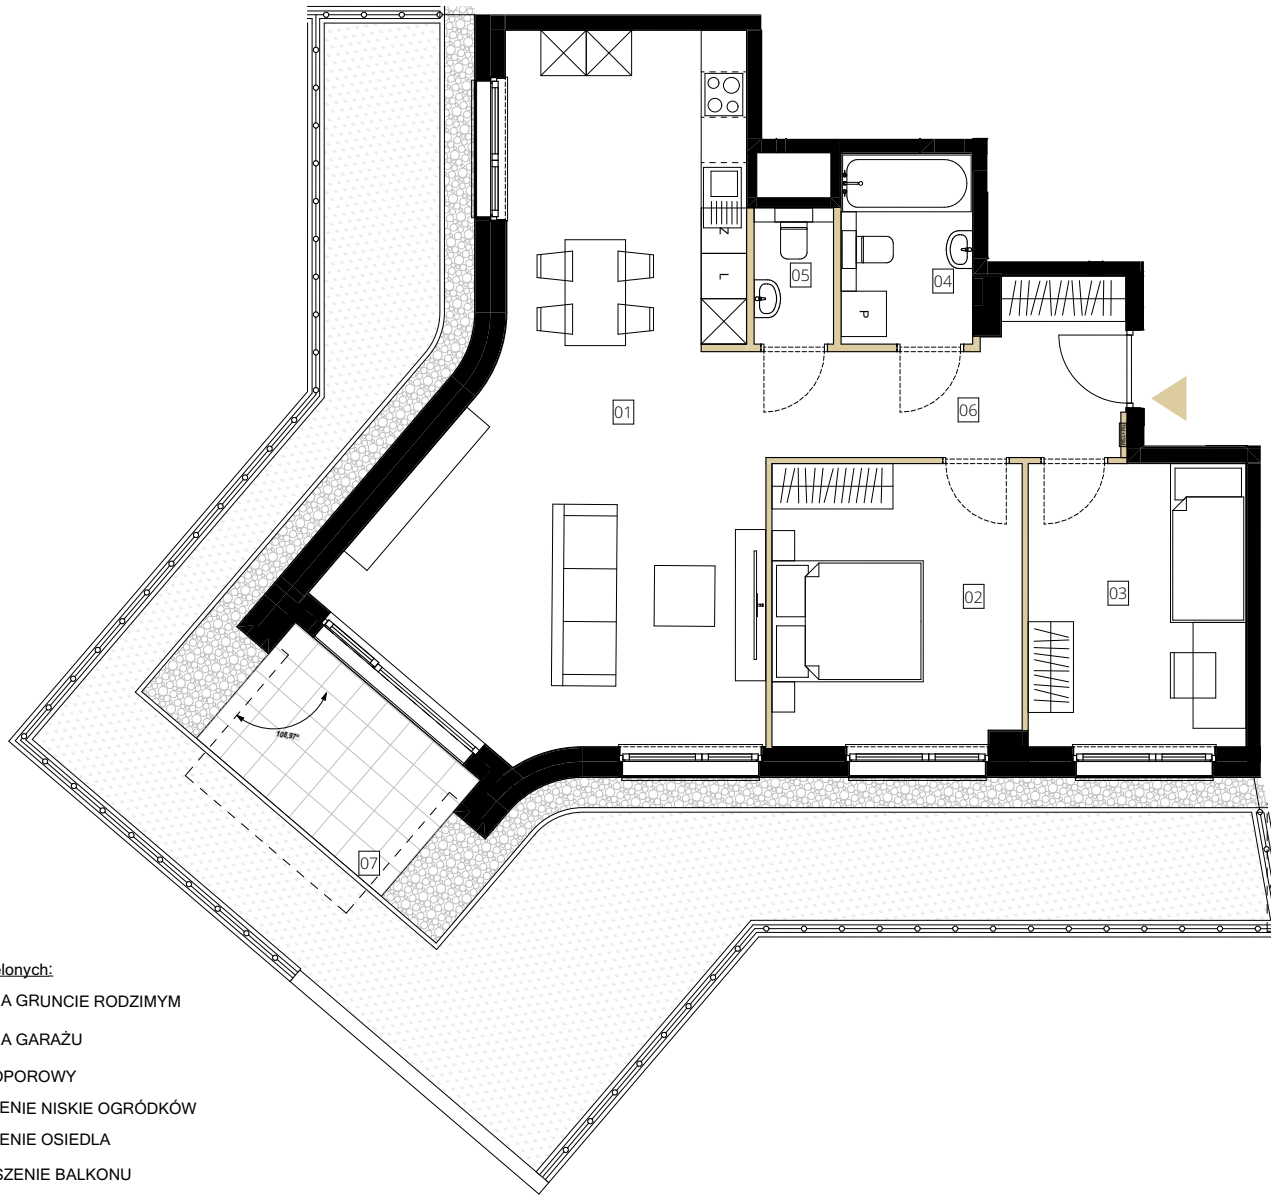 05
04
01
06
02
03
07
Z
L
P
108,97°
elonych:
A GRUNCIE RODZIMYM
A GARAŻU
OPOROWY
ENIE NISKIE OGRÓDKÓW
ENIE OSIEDLA
SZENIE BALKONU